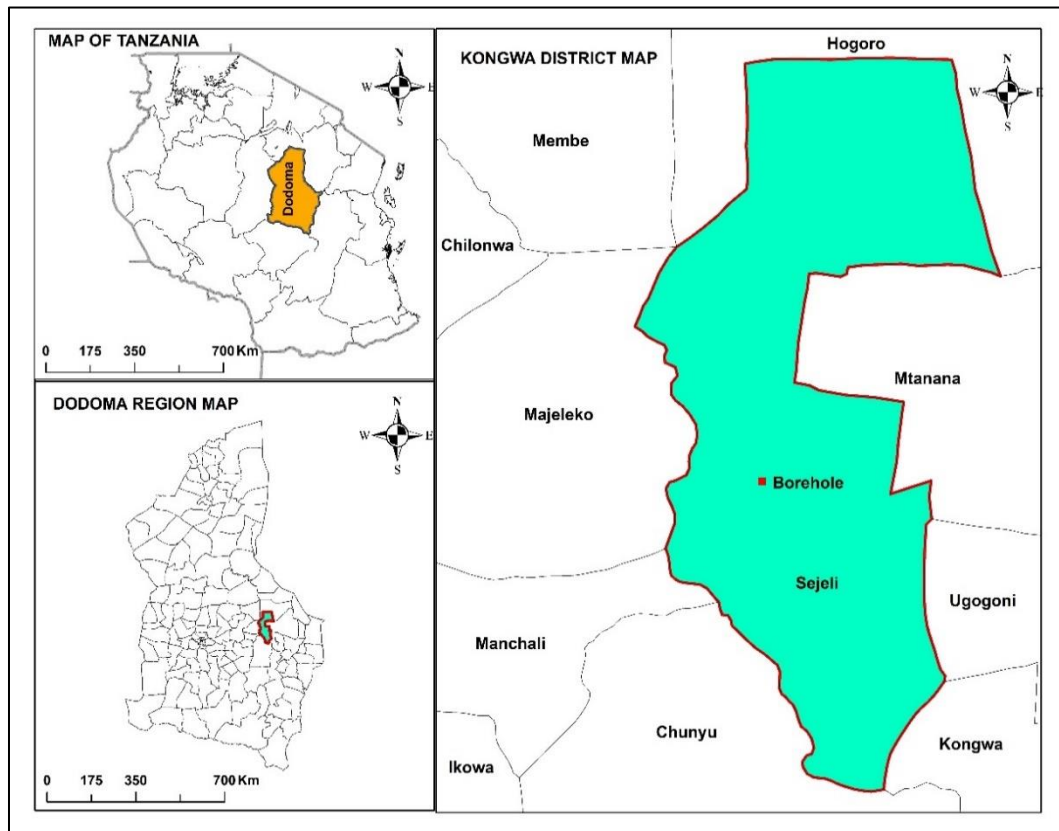 MAP OF TANZANIA
N
W E
S
Dodoma
0 175 350 700 Km
DODOMA REGION MAP
N
W E
S
0 175 350 700 Km
KONGWA DISTRICT MAP
Hogoro
N
W E
S
Membe
Chilonwa
Mtanana
Majeleko
Borehole
Sejeli
Ugogoni
Manchali
Chunyu
Kongwa
Ikowa